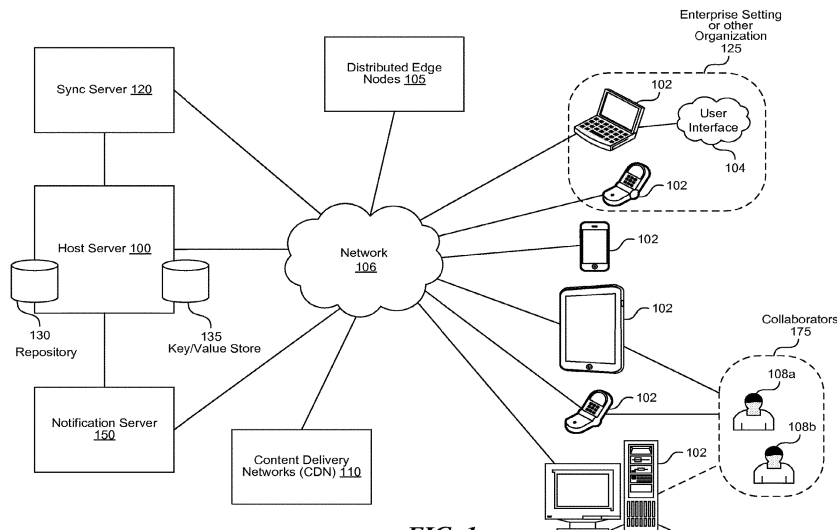 Enterprise Setting
or other
Organization
125
Sync Server 120
Distributed Edge
Nodes 105
102
User
Interface
104
102
Host Server 100
Network
106
102
130
Repository
135
Key/Value Store
102
Collaborators
175
108a
102
108b
Notification Server
150
Content Delivery
Networks (CDN) 110
102
FIG. 1